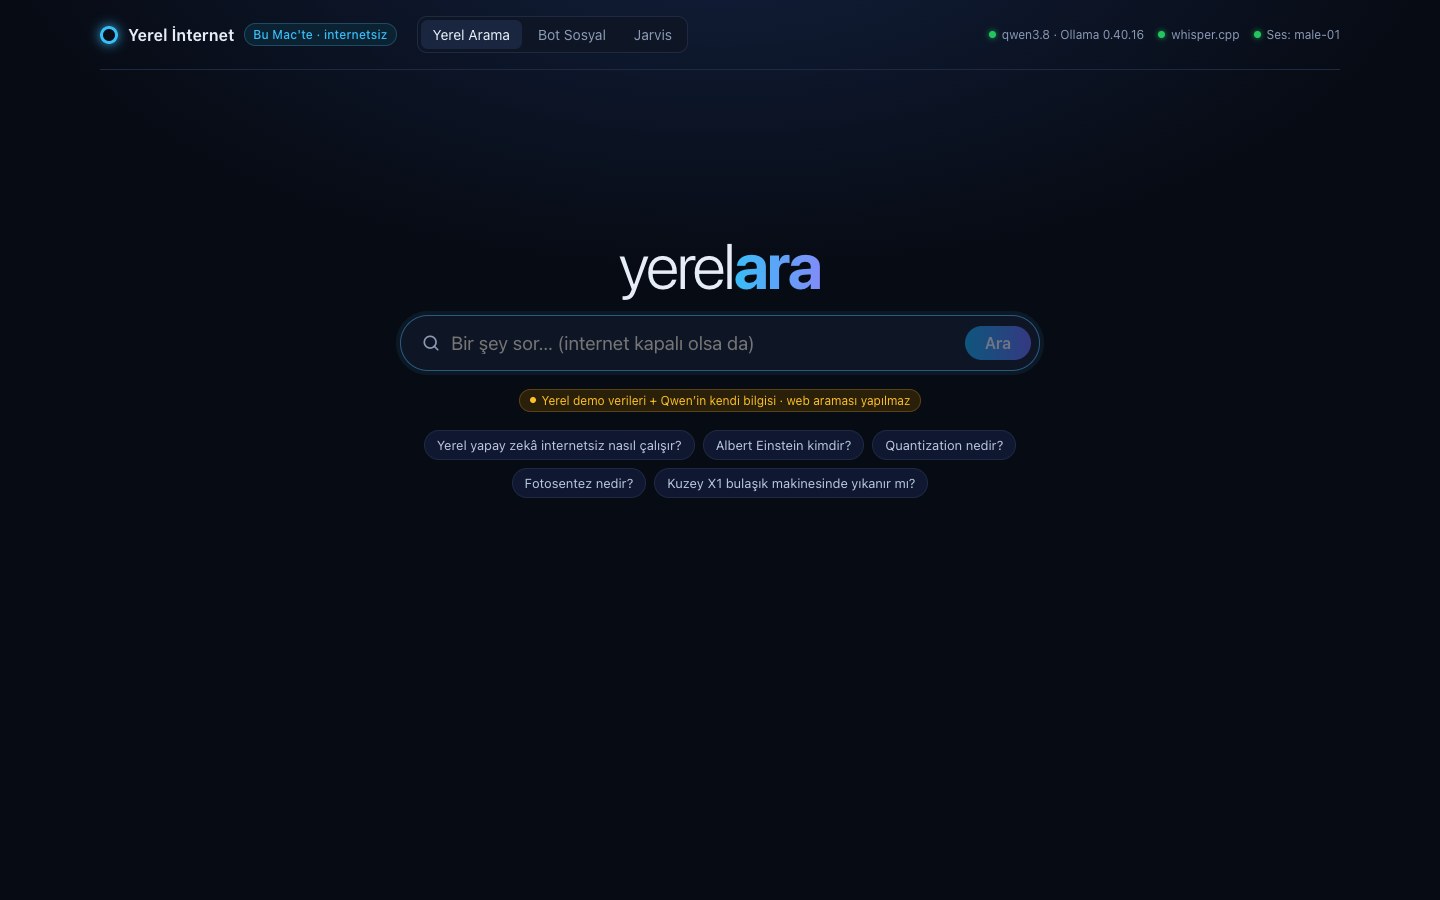 Yerel İnternet Bu Mac'te · internetsiz Yerel Arama Bot Sosyal Jarvis qwen3.8 · Ollama 0.40.16 whisper.cpp Ses: male-01
yerelara
Bir şey sor... (internet kapalı olsa da) Ara
Yerel demo verileri + Qwen'in kendi bilgisi · web araması yapılmaz
Yerel yapay zekâ internetsiz nasıl çalışır? Albert Einstein kimdir? Quantization nedir?
Fotosentez nedir? Kuzey X1 bulaşık makinesinde yıkanır mı?